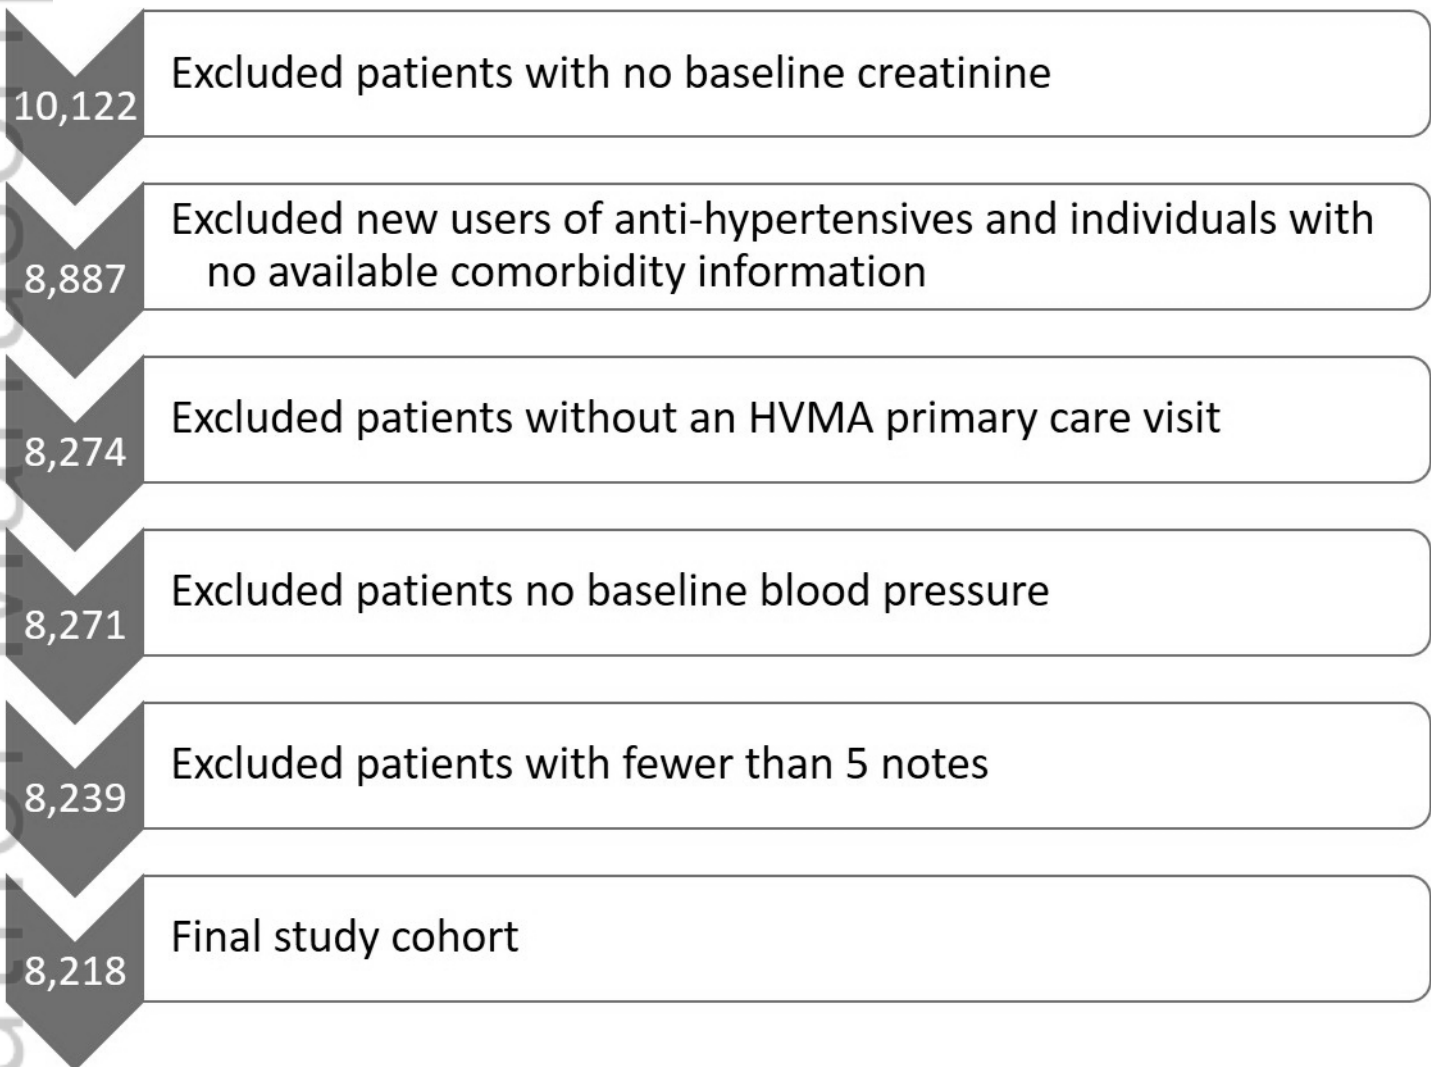 10,122
Excluded patients with no baseline creatinine
8,887
Excluded new users of anti-hypertensives and individuals with
no available comorbidity information
8,274
Excluded patients without an HVMA primary care visit
8,271
Excluded patients no baseline blood pressure
8,239
Excluded patients with fewer than 5 notes
8,218
Final study cohort